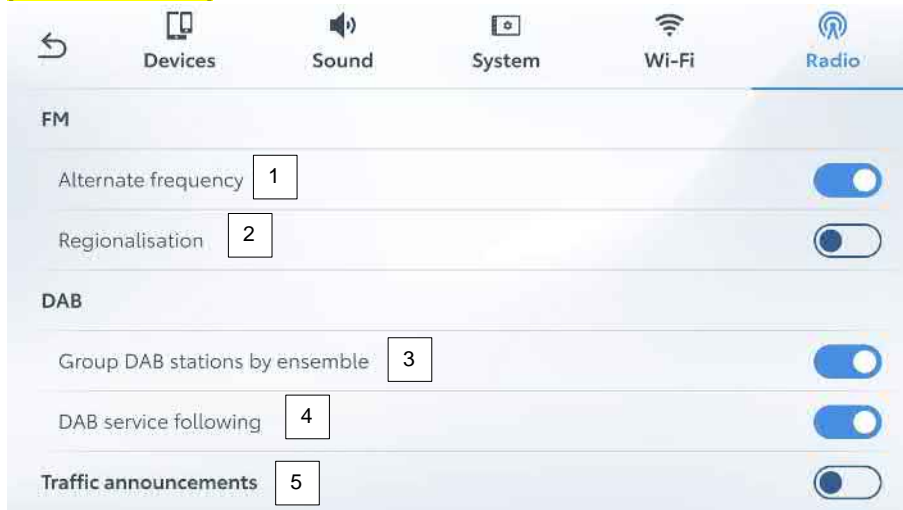 Devices Sound System Wi-Fi Radio
FM
Alternate frequency 1
Regionalisation 2
DAB
Group DAB stations by ensemble 3
DAB service following 4
Traffic announcements 5